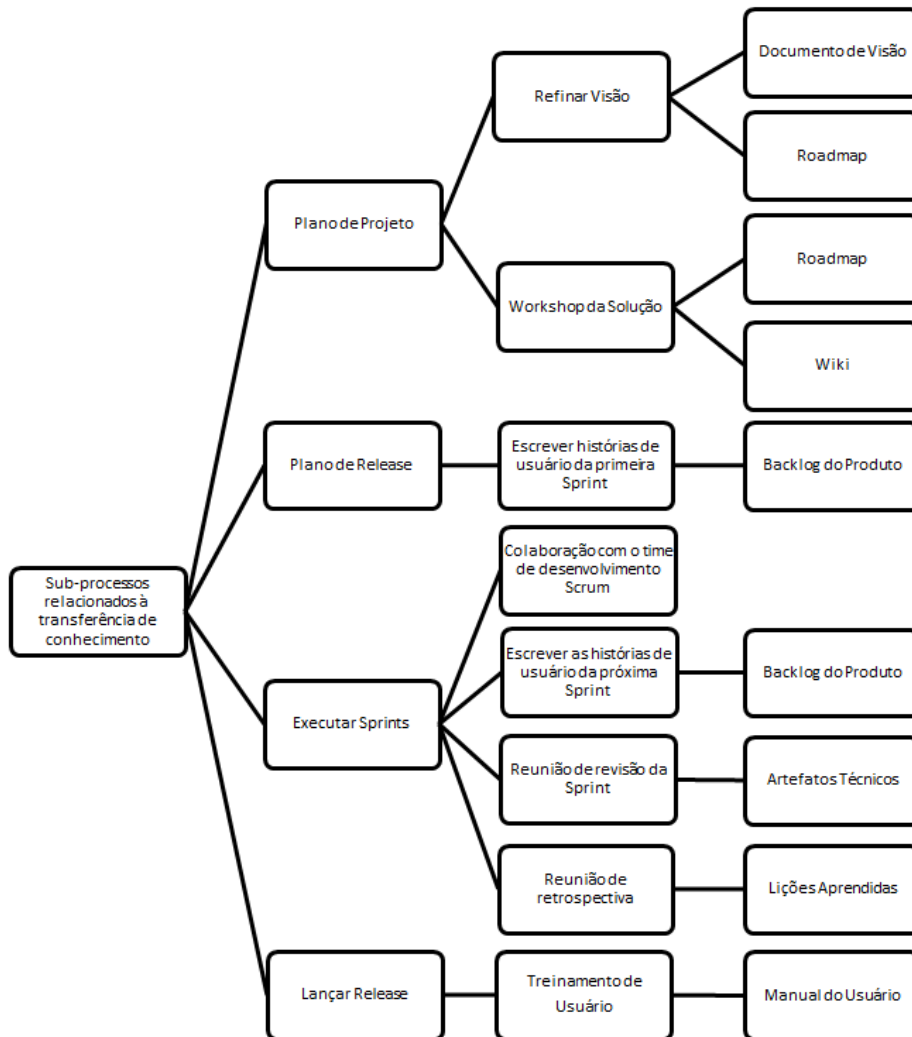 Documento de Visão
Refinar Visão
Roadmap
Plano de Projeto
Roadmap
Workshop da Solução
Wiki
Plano de Release
Escrever histórias de
usuário da primeira
Sprint
Backlog do Produto
Sub-processos
relacionados à
transferência de
conhecimento
Colaboração com o time
de desenvolvimento
Scrum
Escrever as histórias de
usuário da próxima
Sprint
Backlog do Produto
Executar Sprints
Reunião de revisão da
Sprint
Artefatos Técnicos
Reunião de
retrospectiva
Lições Aprendidas
Lançar Release
Treinamento de
Usuário
Manual do Usuário